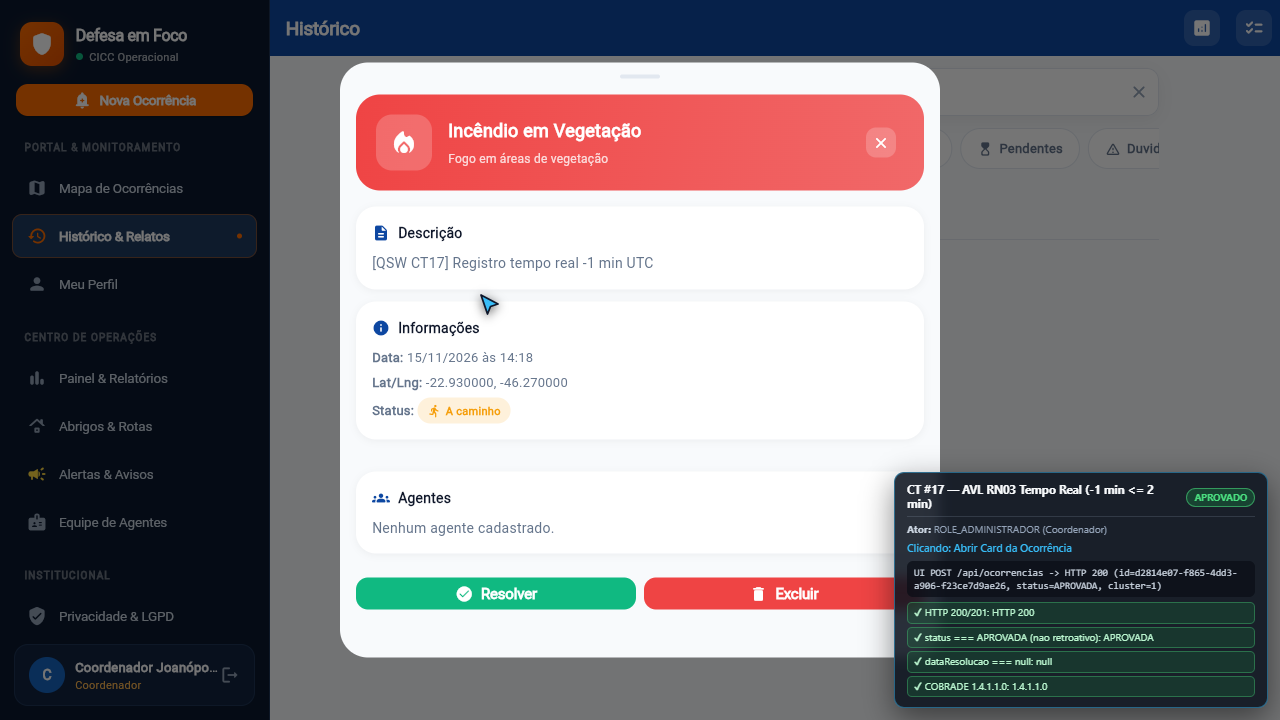 Defesa em Foco
CICC Operacional
Nova Ocorrência
PORTAL & MONITORAMENTO
Mapa de Ocorrências
Histórico & Relatos
Meu Perfil
CENTRO DE OPERAÇÕES
Painel & Relatórios
Abrigos & Rotas
Alertas & Avisos
Equipe de Agentes
INSTITUCIONAL
Privacidade & LGPD
C
Coordenador Joanópo...
Coordenador
Histórico
Pendentes
Duvid
Incêndio em Vegetação
Fogo em áreas de vegetação
Descrição
[QSW CT17] Registro tempo real -1 min UTC
Informações
Data: 15/11/2026 às 14:18
Lat/Lng: -22.930000, -46.270000
Status: A caminho
Agentes
Nenhum agente cadastrado.
Resolver
Excluir
CT #17 — AVL RN03 Tempo Real (-1 min <= 2
min)
APROVADO
Ator: ROLE_ADMINISTRADOR (Coordenador)
Clicando: Abrir Card da Ocorrência
UI POST /api/ocorrencias -> HTTP 200 (id=d2814e07-f865-4dd3-
a906-f23ce7d9ae26, status=APROVADA, cluster=1)
✓ HTTP 200/201: HTTP 200
✓ status === APROVADA (nao retroativo): APROVADA
✓ dataResolucao === null: null
✓ COBRADE 1.4.1.1.0: 1.4.1.1.0